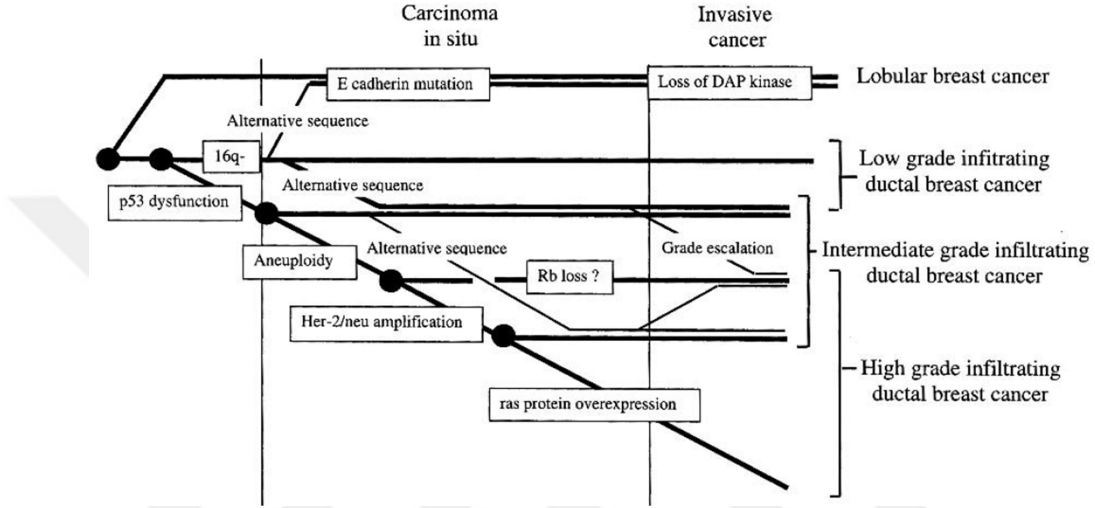 Carcinoma
in situ
Invasive
cancer
E cadherin mutation
Loss of DAP kinase
Lobular breast cancer
Alternative sequence
16q-
Low grade infitrating
ductal breast cancer
p53 dysfunction
Alternative sequence
Aneuploidy
Alternative sequence
Grade escalation
Intermediate grade infiltrating
ductal breast cancer
Rb loss ?
Her-2/neu amplification
High grade infiltrating
ductal breast cancer
ras protein overexpression